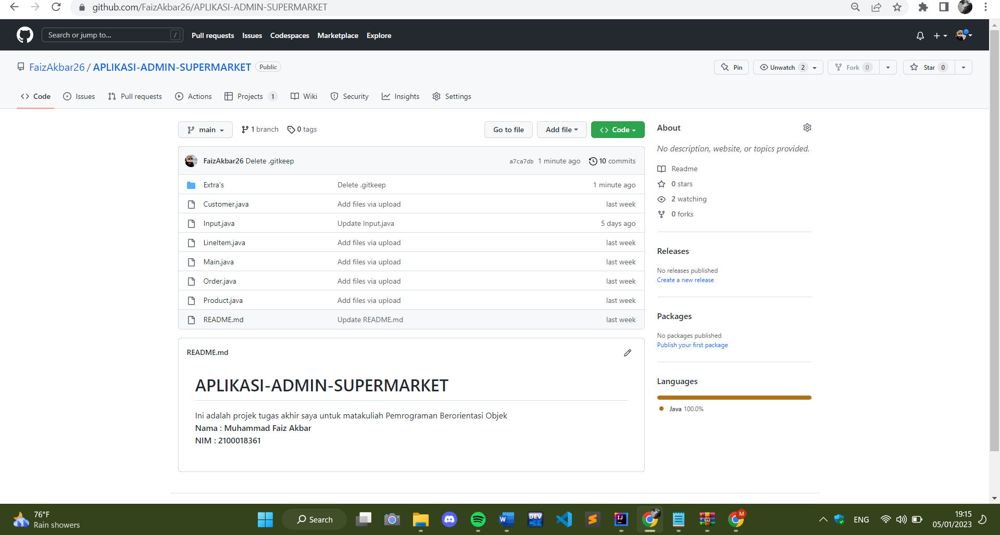 github.com/FaizAkbar26/APLIKASI-ADMIN-SUPERMARKET
Search or jump to... /
Pull requests Issues Codespaces Marketplace Explore
FaizAkbar26 / APLIKASI-ADMIN-SUPERMARKET Public
Pin Unwatch 2 Fork 0 Star 0
Code Issues Pull requests Actions Projects 1 Wiki Security Insights Settings
main 1 branch 0 tags
Go to file Add file Code
FaizAkbar26 Delete .gitkeep a7ca7db 1 minute ago 10 commits
Extra's Delete .gitkeep 1 minute ago
Customer.java Add files via upload last week
Input.java Update Input.java 5 days ago
LineItem.java Add files via upload last week
Main.java Add files via upload last week
Order.java Add files via upload last week
Product.java Add files via upload last week
README.md Update README.md last week
README.md
APLIKASI-ADMIN-SUPERMARKET
Ini adalah projek tugas akhir saya untuk matakuliah Pemrograman Berorientasi Objek
Nama : Muhammad Faiz Akbar
NIM : 2100018361
About
No description, website, or topics provided.
Readme
0 stars
2 watching
0 forks
Releases
No releases published
Create a new release
Packages
No packages published
Publish your first package
Languages
Java 100.0%
76°F
Rain showers
Search
W
DEV
C++
IJ
M
ENG
19:15
05/01/2023